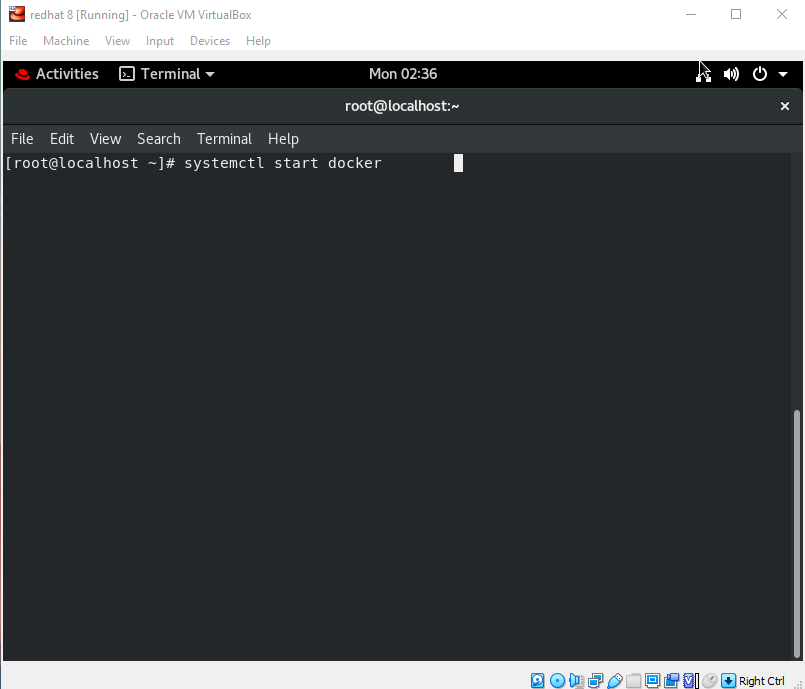 redhat 8 [Running] - Oracle VM VirtualBox
File Machine View Input Devices Help
Activities Terminal Mon 02:36
root@localhost:~
File Edit View Search Terminal Help
[root@localhost ~]# systemctl start docker
Right Ctrl